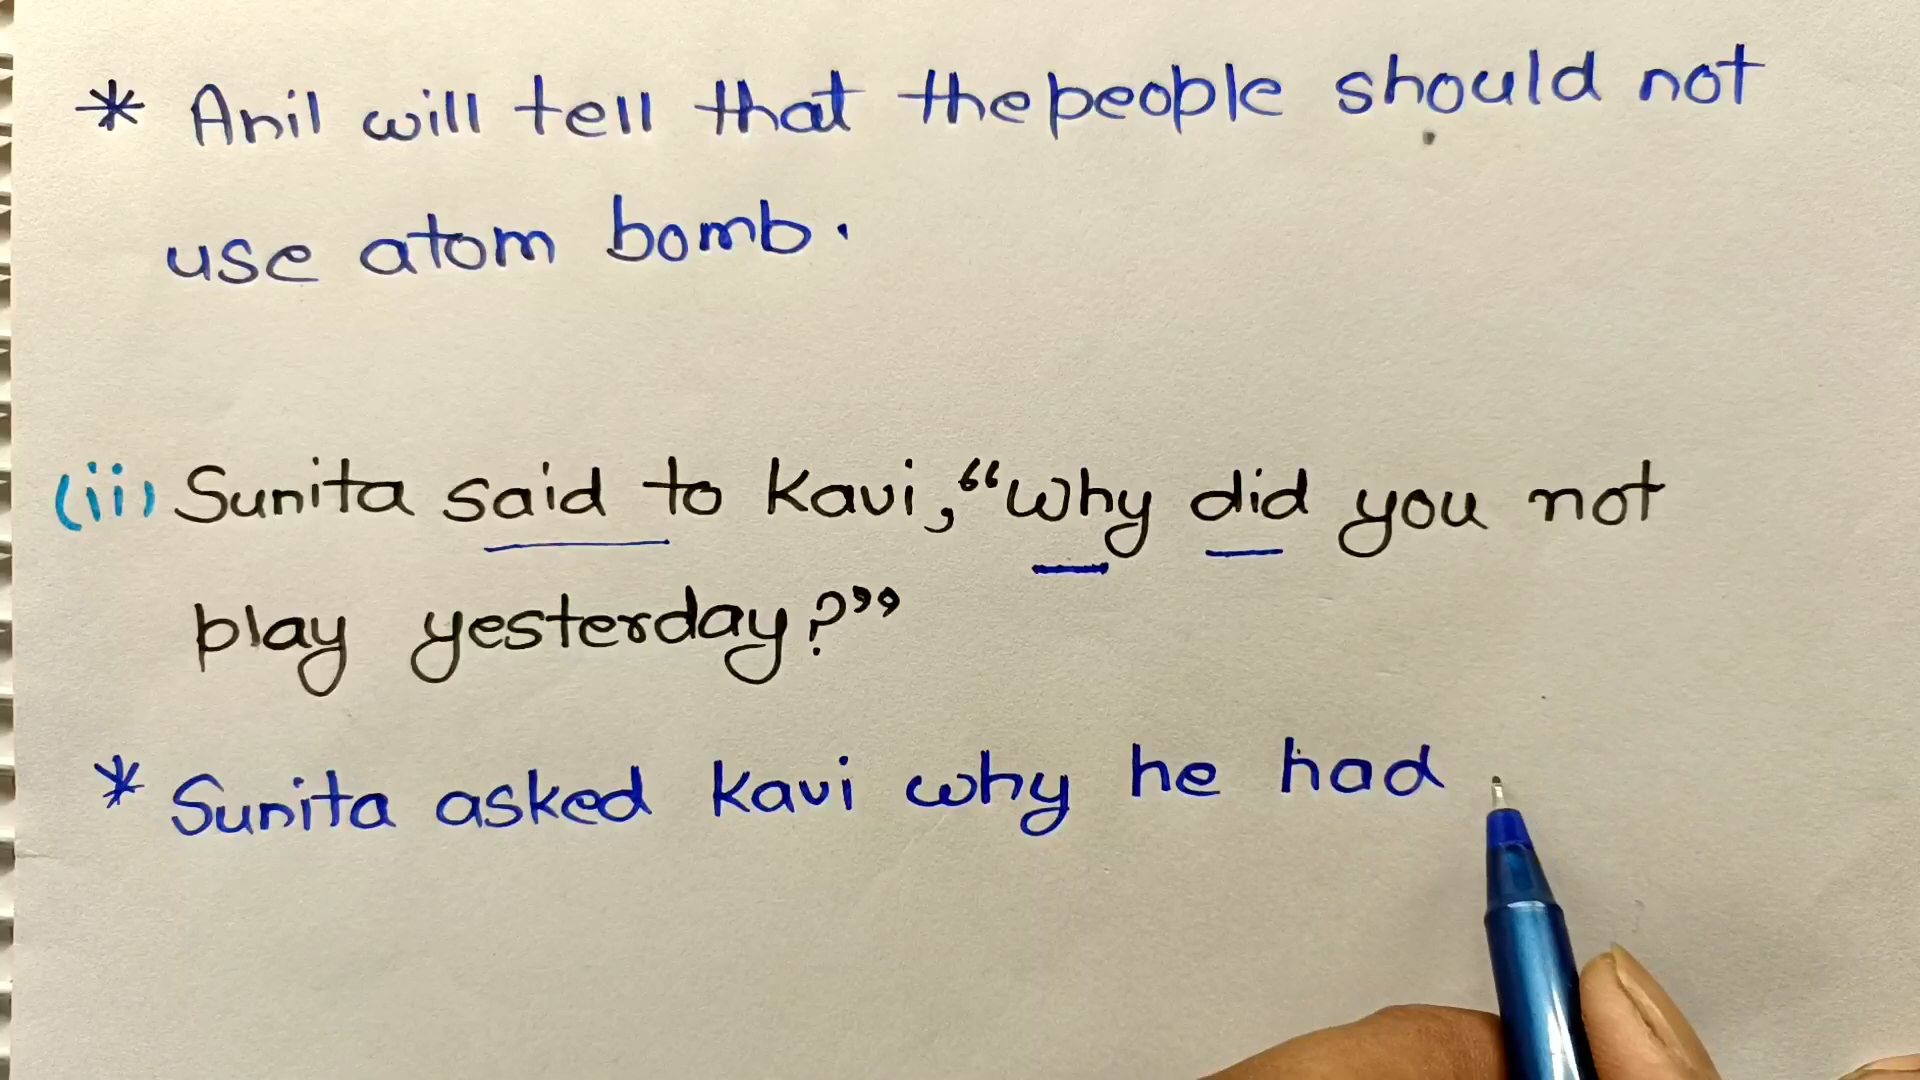 * Anil will tell that the people should not
use atom bomb.
(ii) Sunita said to Kavi, “Why did you not
play yesterday?”
* Sunita asked Kavi why he had